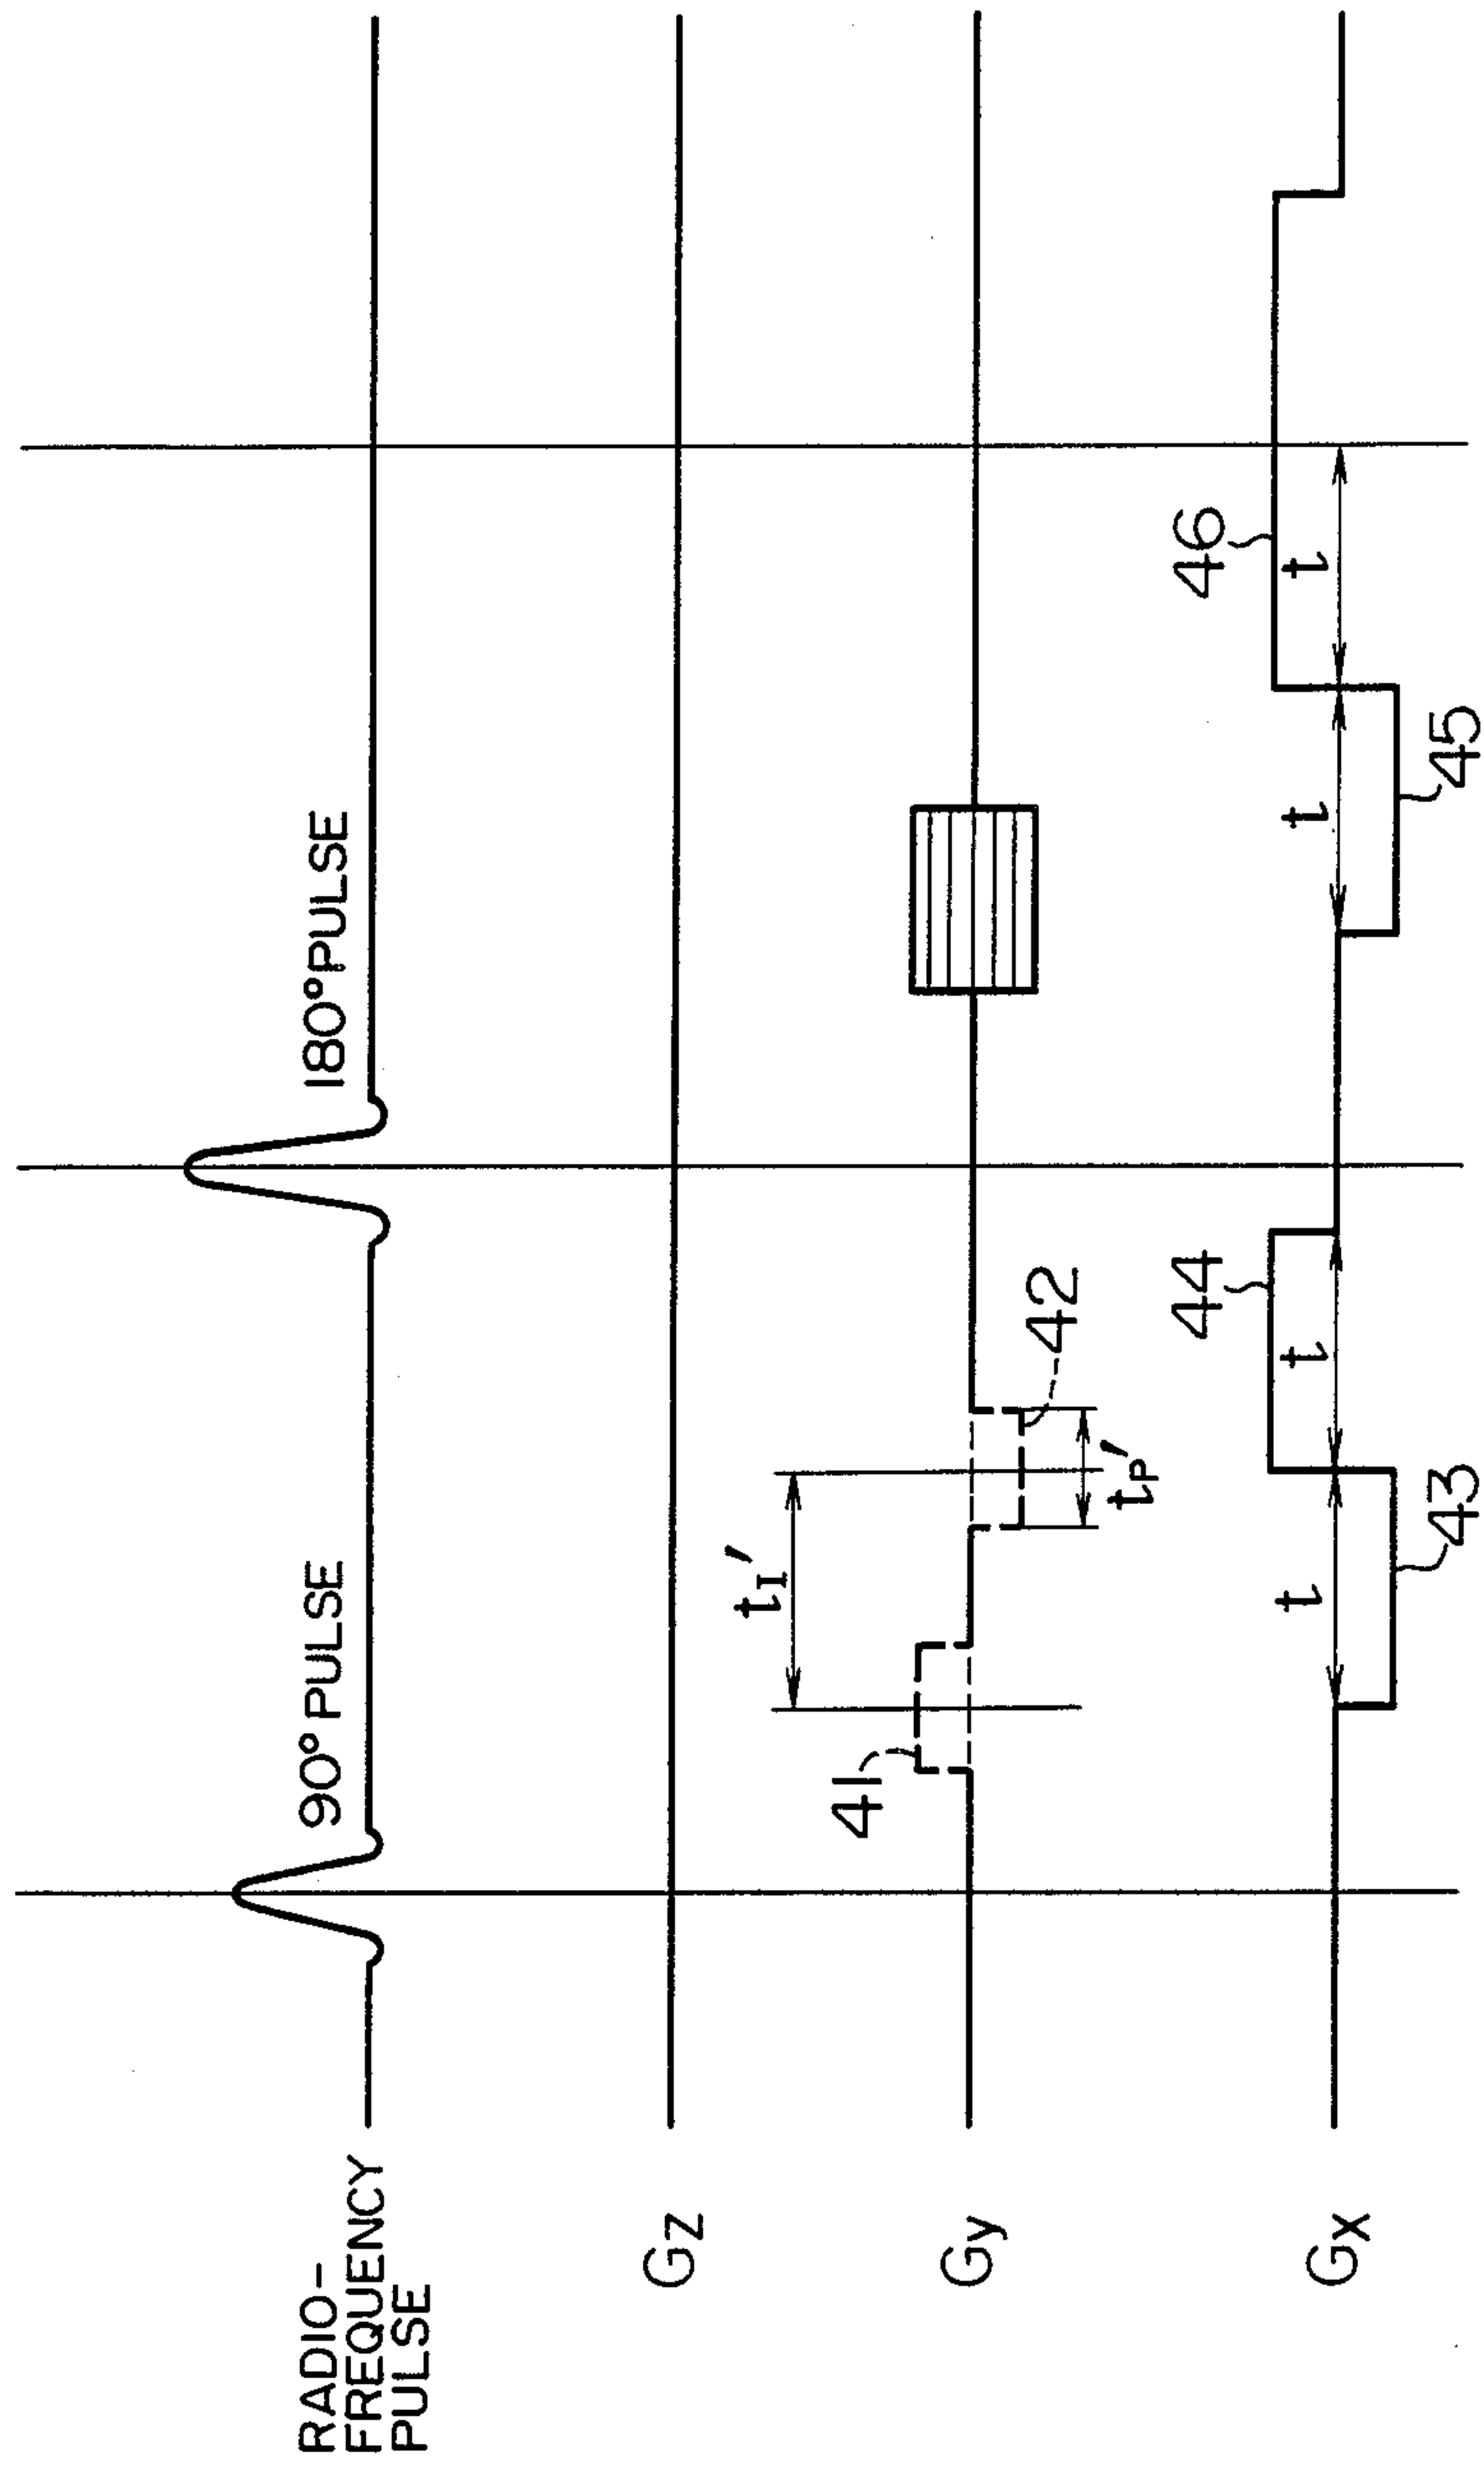 RADIO-
FREQUENCY
PULSE
90° PULSE
180° PULSE
Gz
Gy
41
tI'
tP'
42
Gx
43
t
44
t
45
t
46
t